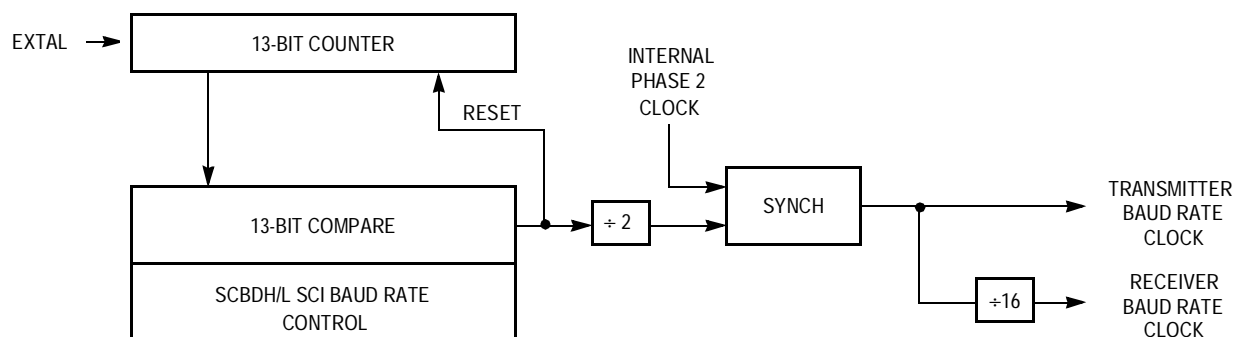 EXTAL
13-BIT COUNTER
INTERNAL
PHASE 2
CLOCK
RESET
13-BIT COMPARE
÷ 2
SYNCH
TRANSMITTER
BAUD RATE
CLOCK
SCBDH/L SCI BAUD RATE
CONTROL
÷16
RECEIVER
BAUD RATE
CLOCK